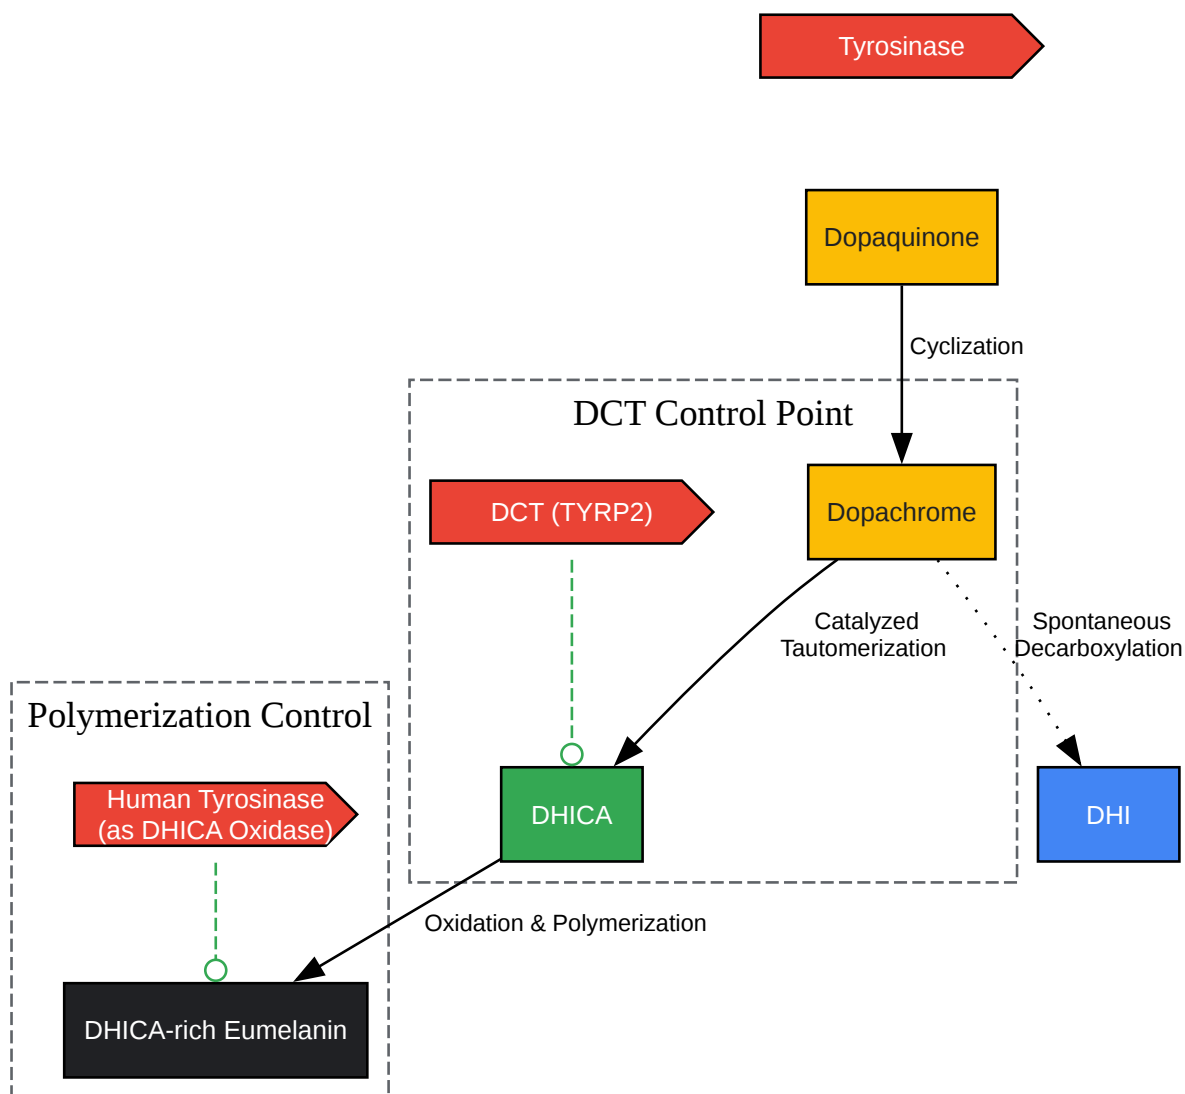 Tyrosinase
Dopaquinone
Cyclization
DCT Control Point
DCT (TYRP2)
Dopachrome
Catalyzed
Tautomerization
Spontaneous
Decarboxylation
Polymerization Control
Human Tyrosinase
(as DHICA Oxidase)
DHICA
DHI
Oxidation & Polymerization
DHICA-rich Eumelanin